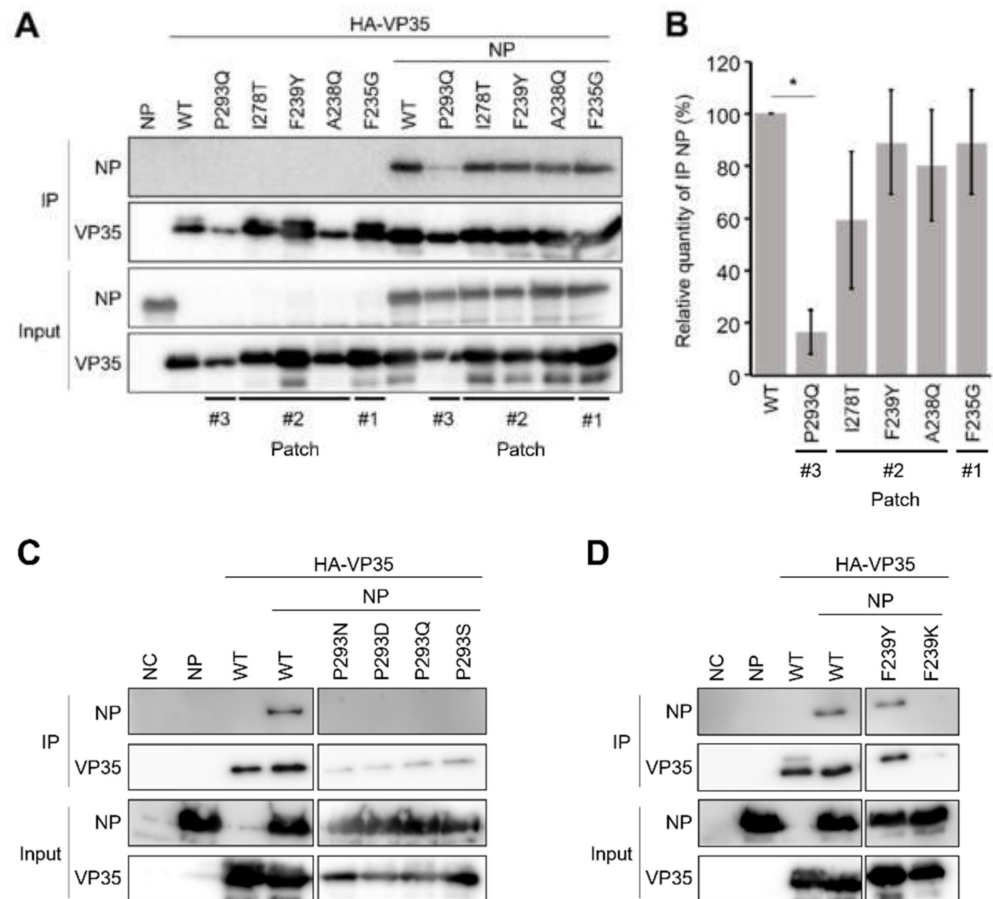 A
HA-VP35
NP
NP WT P293Q I278T F239Y A238Q F235G WT P293Q I278T F239Y A238Q F235G
IP
NP
VP35
Input
NP
VP35
#3 #2 #1 #3 #2 #1
Patch Patch
B
Relative quantity of IP NP (%)
120
100
80
60
40
20
0
*
WT P293Q I278T F239Y A238Q F235G
#3 #2 #1
Patch
C
HA-VP35
NP
NC NP WT WT P293N P293D P293Q P293S
IP
NP
VP35
Input
NP
VP35
D
HA-VP35
NP
NC NP WT WT F239Y F239K
IP
NP
VP35
Input
NP
VP35